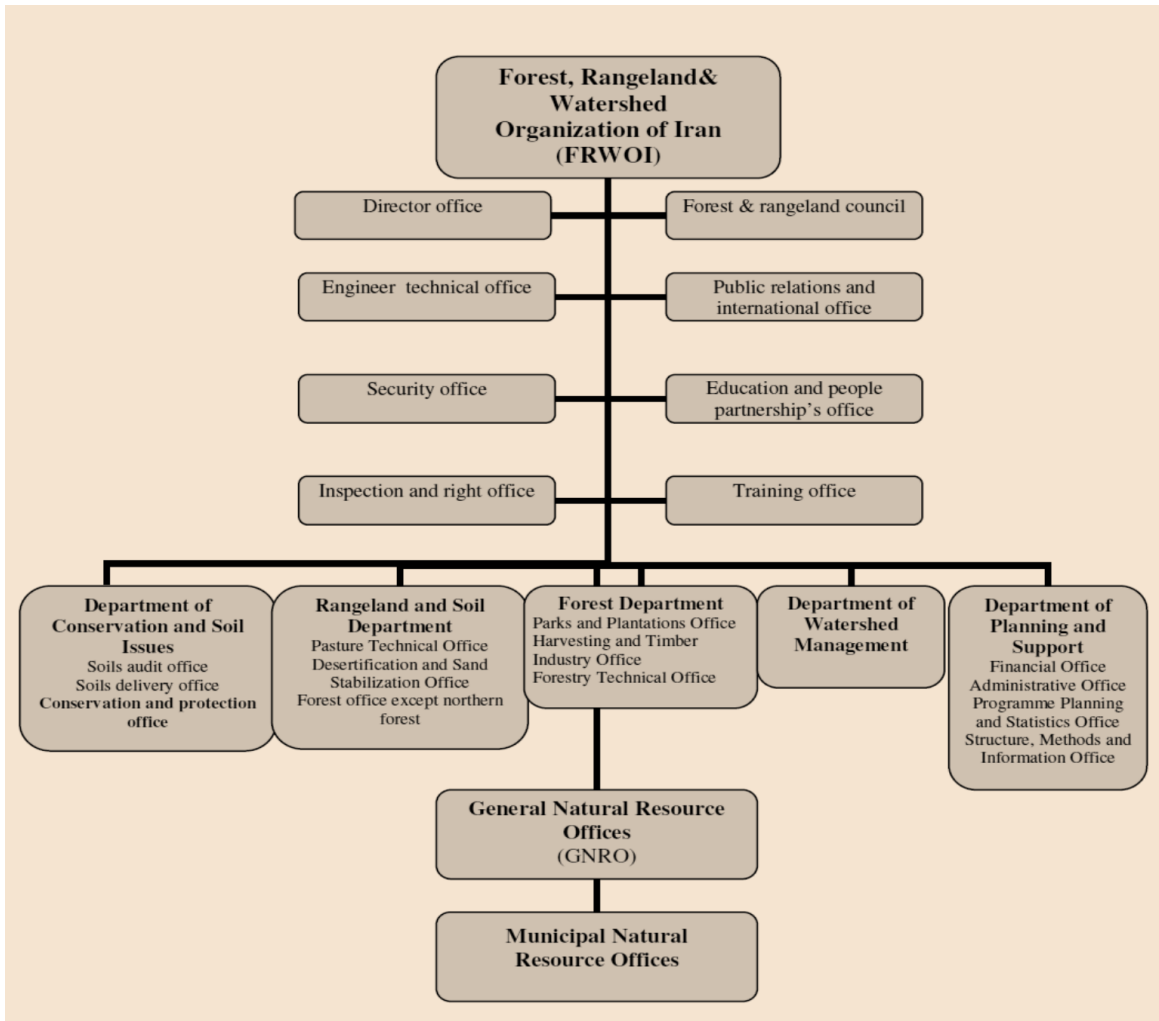 Forest, Rangeland&
Watershed
Organization of Iran
(FRWOI)
Director office
Forest & rangeland council
Engineer technical office
Public relations and
international office
Security office
Education and people
partnership’s office
Inspection and right office
Training office
Department of
Conservation and Soil
Issues
Soils audit office
Soils delivery office
Conservation and protection
office
Rangeland and Soil
Department
Pasture Technical Office
Desertification and Sand
Stabilization Office
Forest office except northern
forest
Forest Department
Parks and Plantations Office
Harvesting and Timber
Industry Office
Forestry Technical Office
Department of
Watershed
Management
Department of
Planning and
Support
Financial Office
Administrative Office
Programme Planning
and Statistics Office
Structure, Methods and
Information Office
General Natural Resource
Offices
(GNRO)
Municipal Natural
Resource Offices